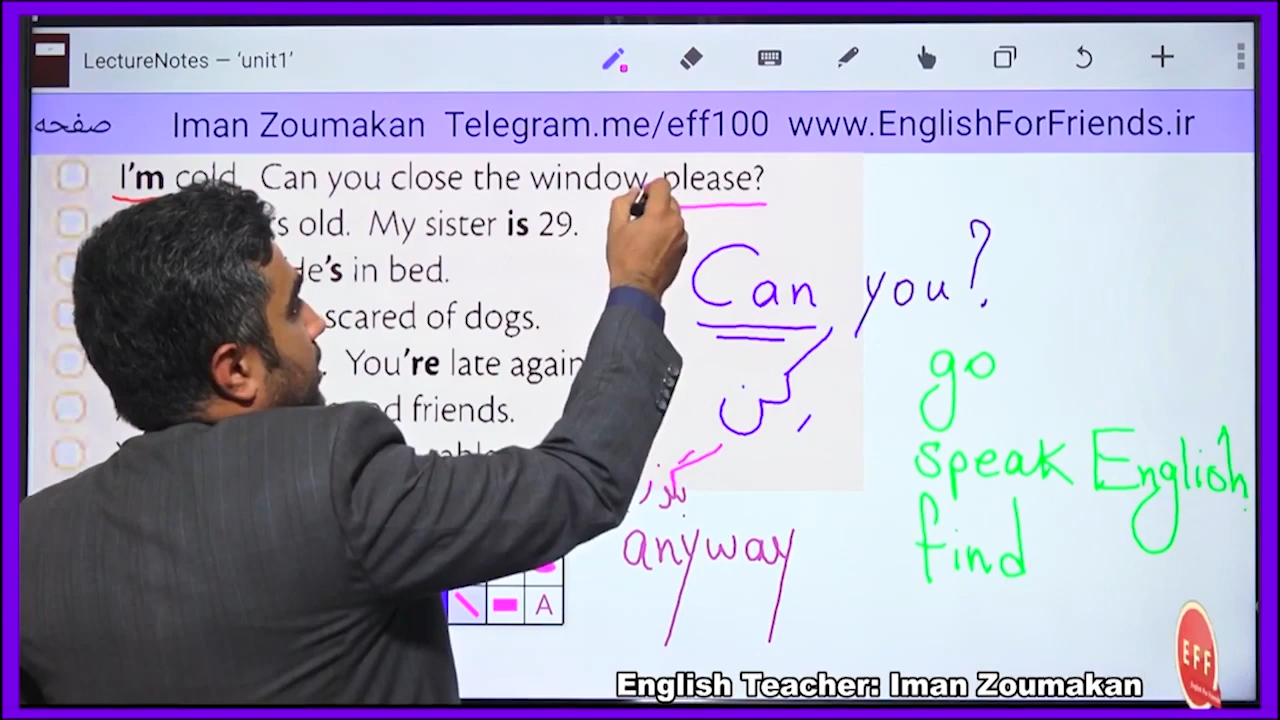 LectureNotes – ‘unit1’
صفحه Iman Zoumakan Telegram.me/eff100 www.EnglishForFriends.ir
I'm cold. Can you close the window, please?
old. My sister is 29.
's in bed.
scared of dogs.
You're late again
friends.
Can you?
go
speak English
find
anyway
A
EFF
English Teacher: Iman Zoumakan